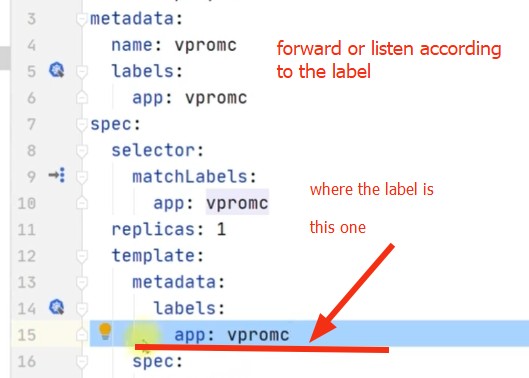 3 metadata:
4 name: vpromc
forward or listen according
to the label
5 labels:
6 app: vpromc
7 spec:
8 selector:
9 matchLabels:
where the label is
10 app: vpromc
this one
11 replicas: 1
12 template:
13 metadata:
14 labels:
15 app: vpromc
16 spec: